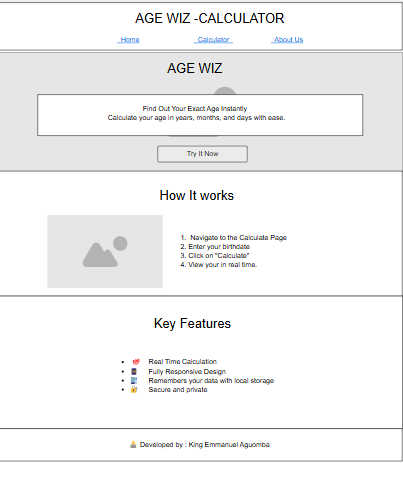 AGE WIZ -CALCULATOR
Home Calculator About Us
AGE WIZ
Find Out Your Exact Age Instantly
Calculate your age in years, months, and days with ease.
Try It Now
How It works
1. Navigate to the Calculate Page
2. Enter your birthdate
3. Click on "Calculate"
4. View your in real time.
Key Features
• 🎯 Real Time Calculation
• 📱 Fully Responsive Design
• Remembers your data with local storage
• 🔐 Secure and private
Developed by : King Emmanuel Aguomba